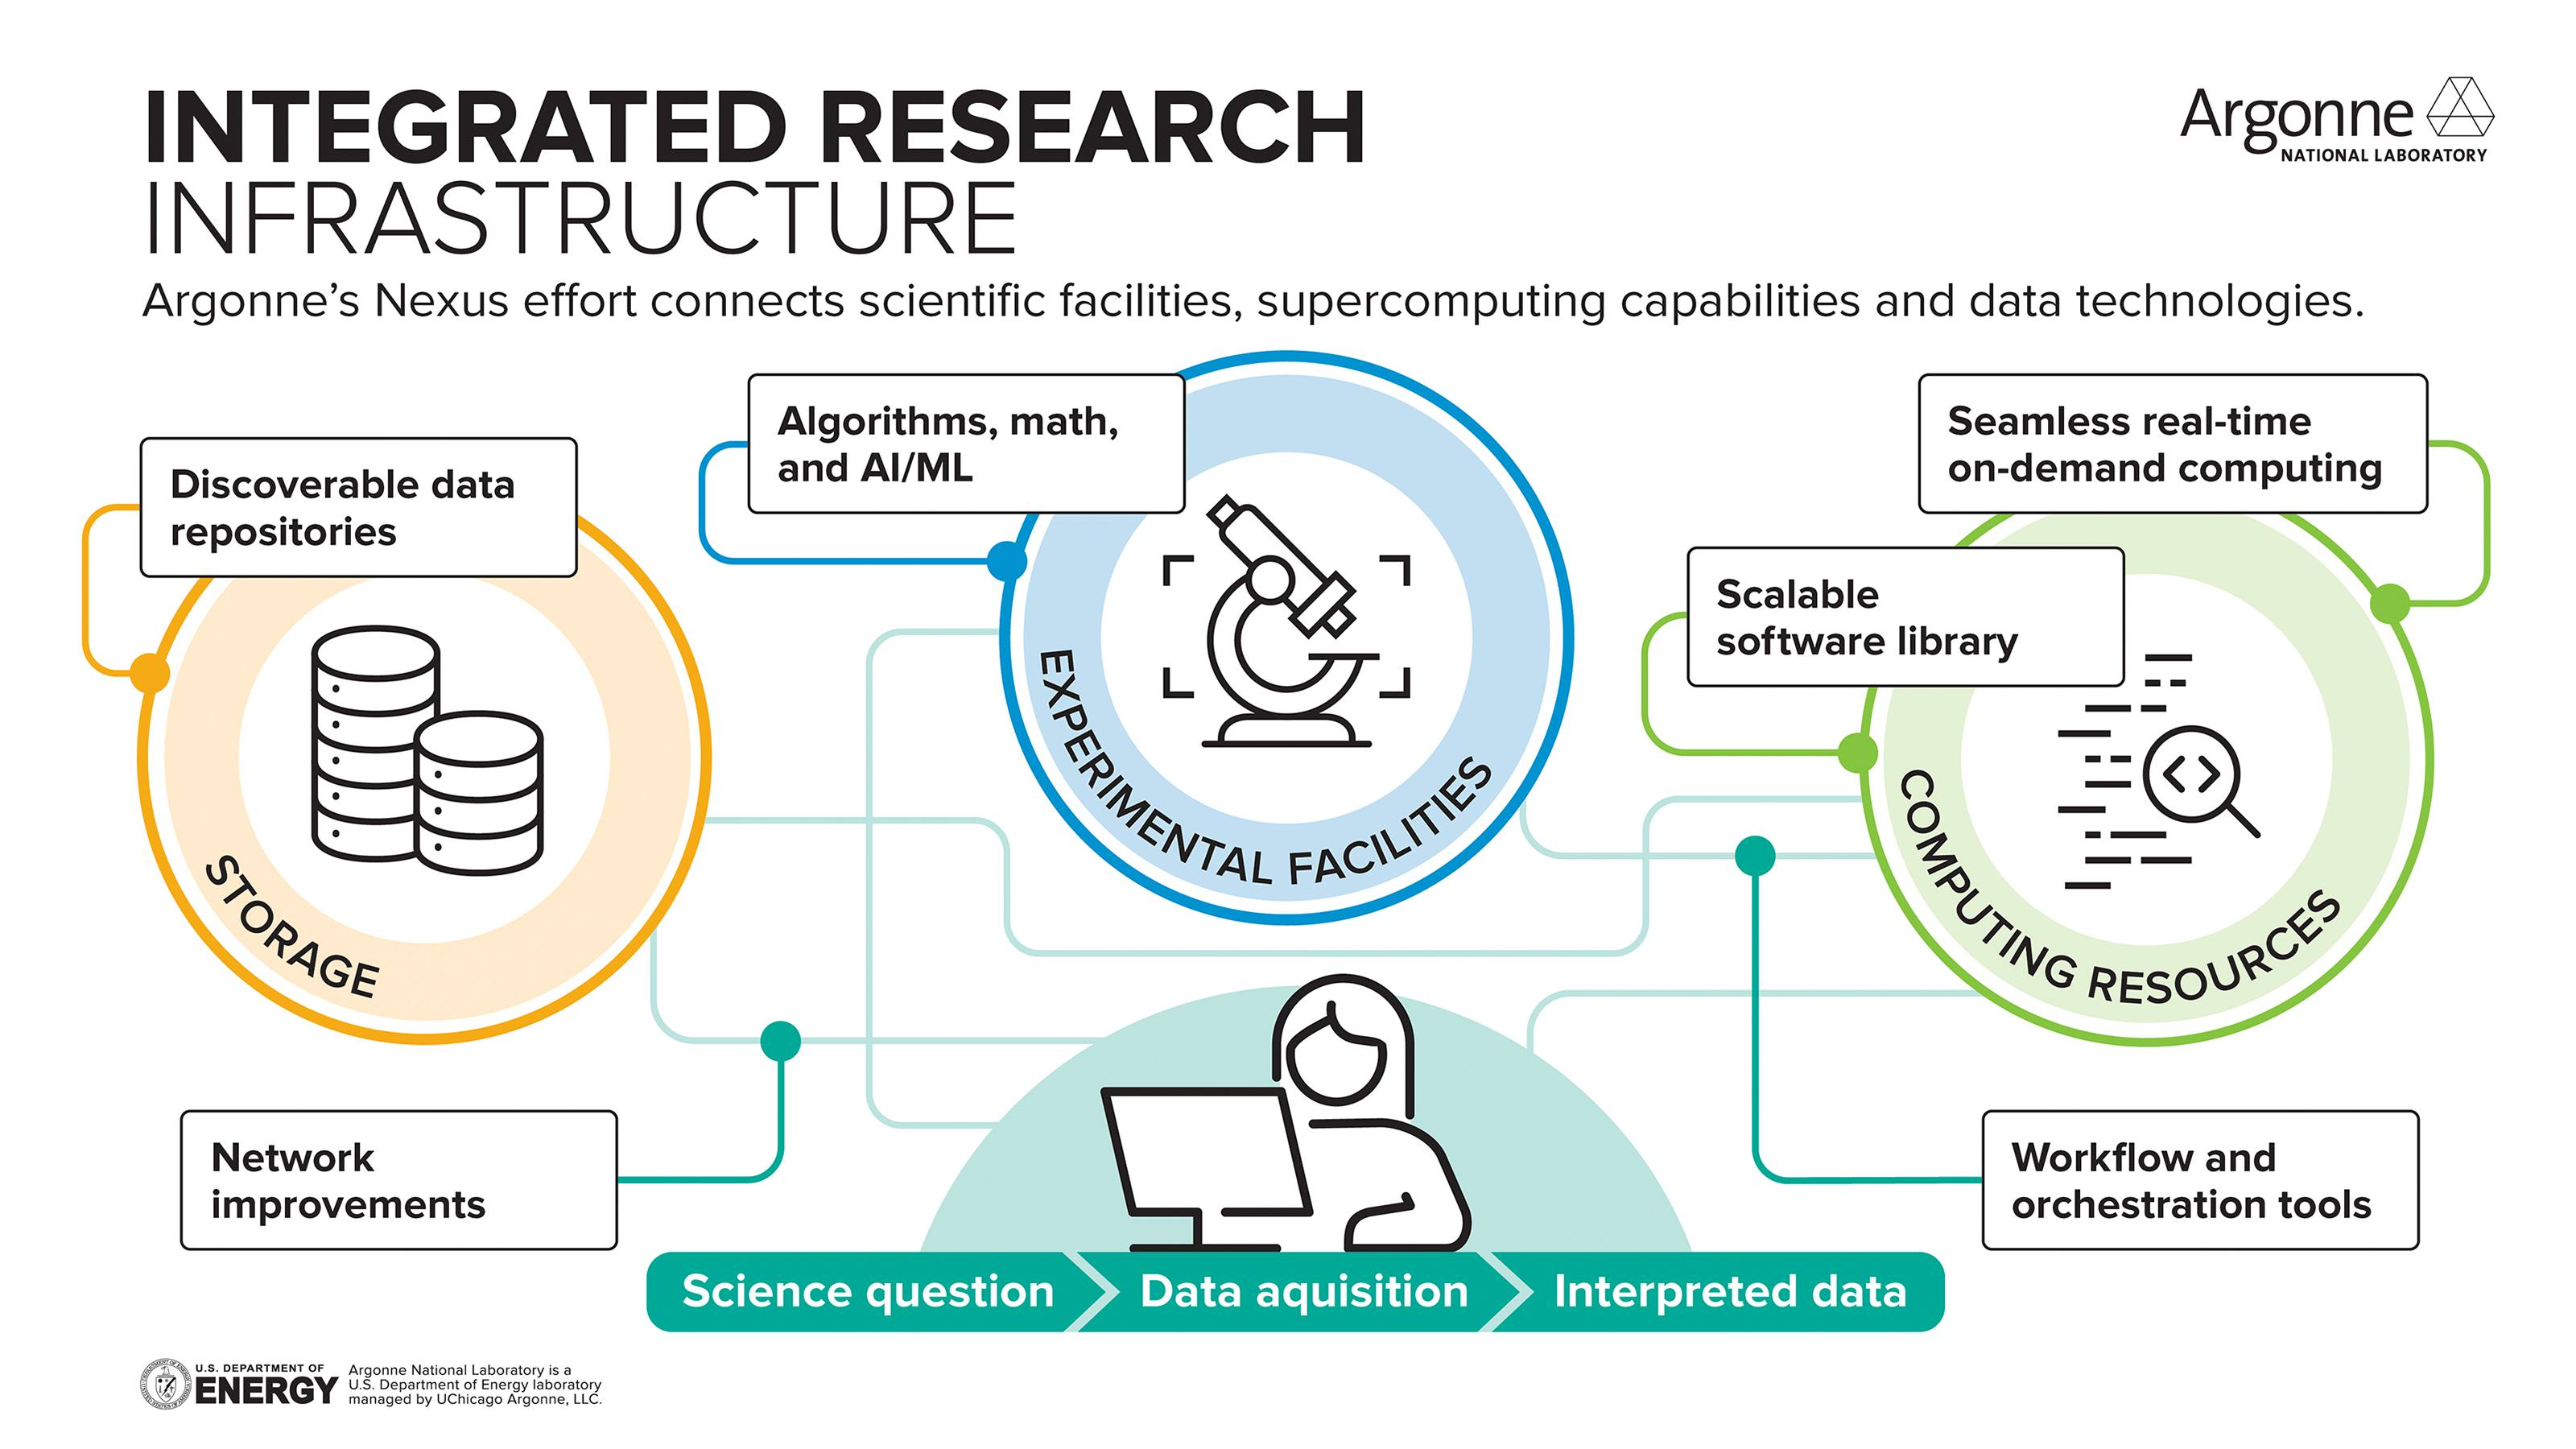 INTEGRATED RESEARCH
INFRASTRUCTURE
Argonne's Nexus effort connects scientific facilities, supercomputing capabilities and data technologies.
Argonne
NATIONAL LABORATORY
Discoverable data
repositories
STORAGE
Algorithms, math,
and AI/ML
EXPERIMENTAL FACILITIES
Seamless real-time
on-demand computing
Scalable
software library
COMPUTING RESOURCES
Network
improvements
Workflow and
orchestration tools
Science question
Data aquisition
Interpreted data
U.S. DEPARTMENT OF
ENERGY
Argonne National Laboratory is a
U.S. Department of Energy laboratory
managed by UChicago Argonne, LLC.